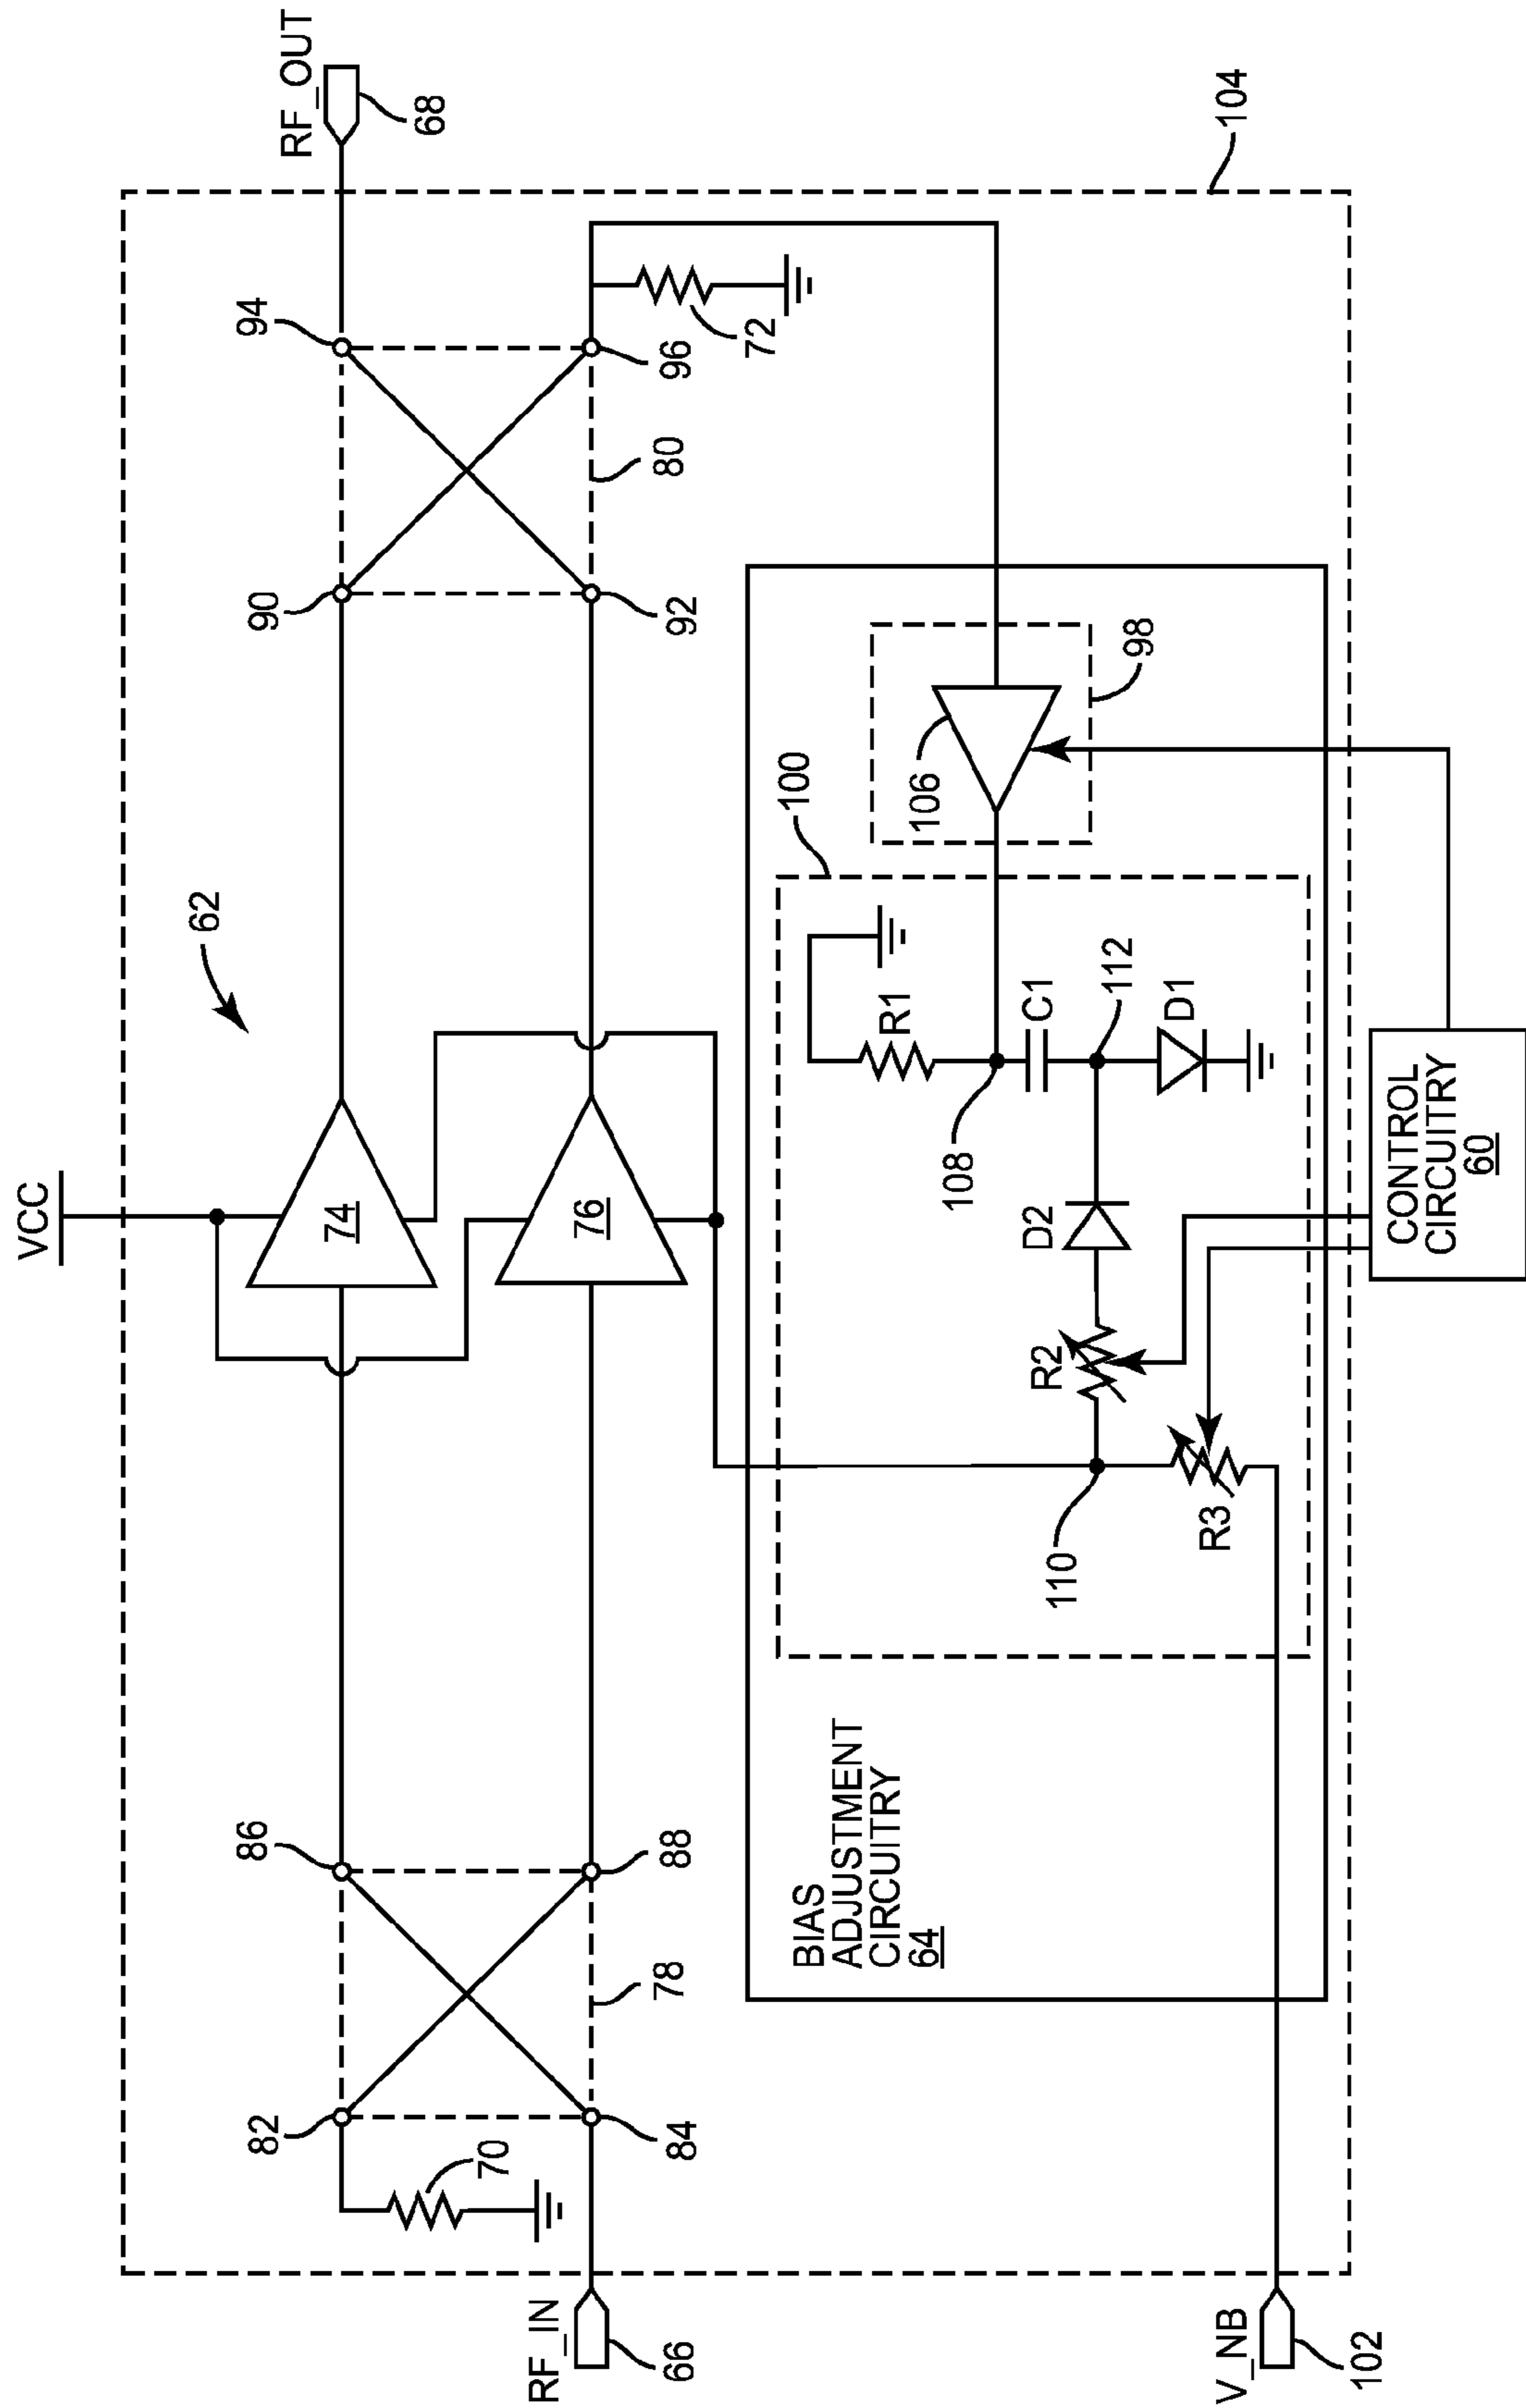 VCC
62
RF_OUT
68
94
90
86
82
74
76
70
72
78
80
84
88
92
96
RF_IN
66
104
BIAS
ADJUSTMENT
CIRCUITRY
64
100
106
98
R1
108
C1
112
D1
D2
R2
110
R3
V_NB
102
CONTROL
CIRCUITRY
60